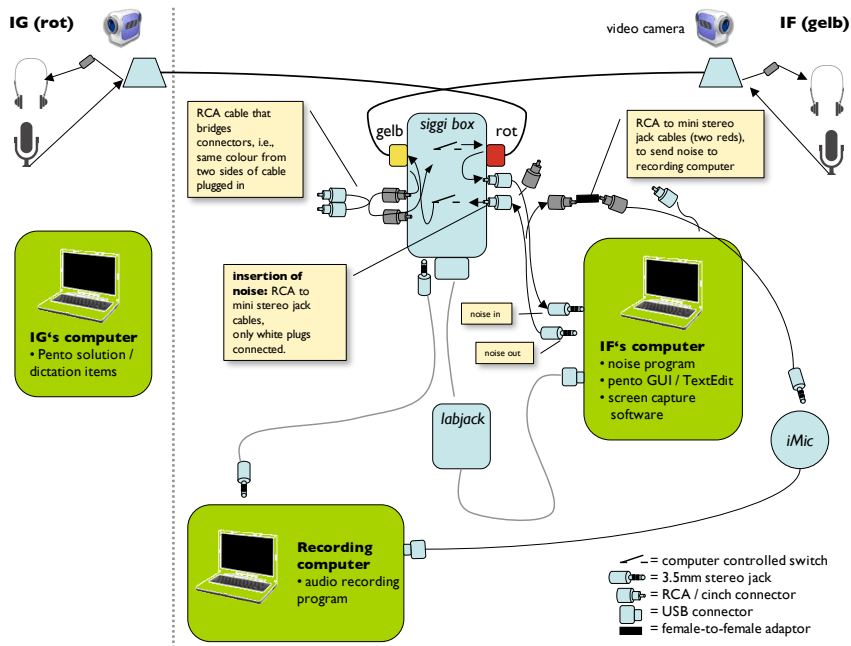 IG (rot)
video camera
IF (gelb)
RCA cable that
bridges
connectors, i.e.,
same colour from
two sides of cable
plugged in
gelb
siggi box
rot
RCA to mini stereo
jack cables (two reds),
to send noise to
recording computer
insertion of
noise: RCA to
mini stereo jack
cables,
only white plugs
connected.
noise in
noise out
IG‘s computer
• Pento solution /
dictation items
IF‘s computer
• noise program
• pento GUI / TextEdit
• screen capture
software
labjack
iMic
Recording
computer
• audio recording
program
= computer controlled switch
= 3.5mm stereo jack
= RCA / cinch connector
= USB connector
= female-to-female adaptor